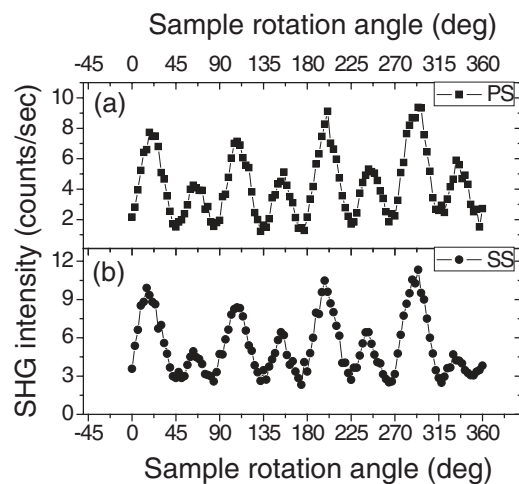 Sample rotation angle (deg)
-45 0 45 90 135 180 225 270 315 360
SHG intensity (counts/sec)
10
8
6
4
2
(a)
PS
12
9
6
3
0
(b)
SS
-45 0 45 90 135 180 225 270 315 360
Sample rotation angle (deg)